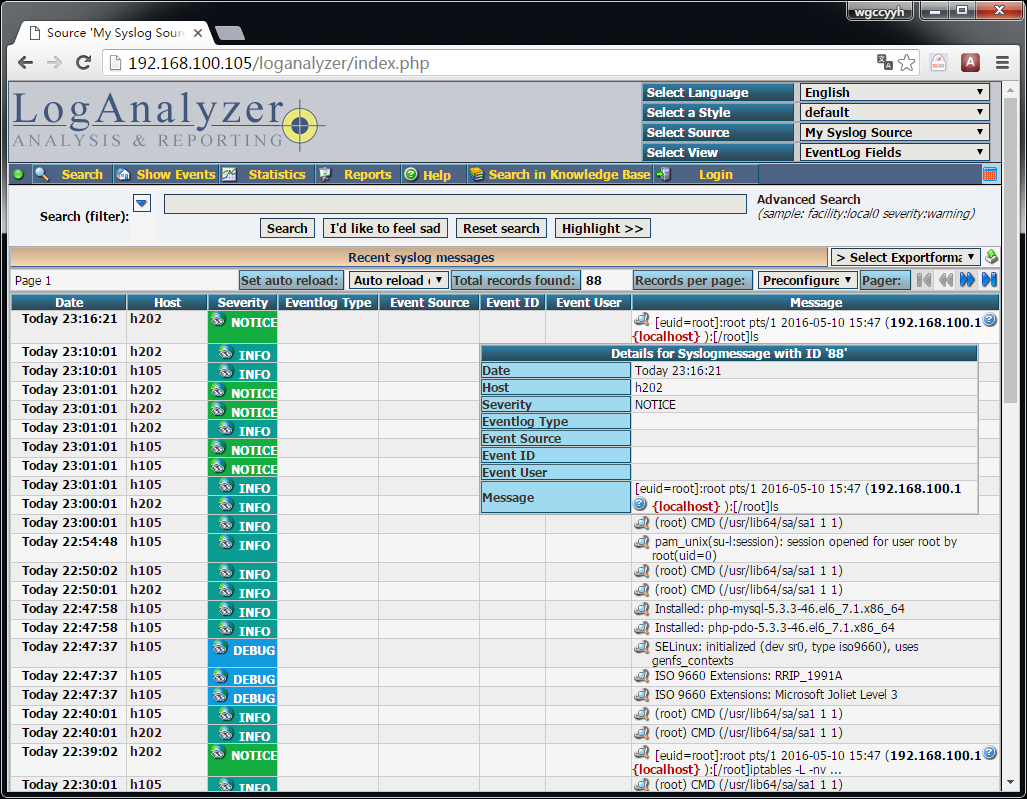 wgccyyh
Source 'My Syslog Sour
192.168.100.105/loganalyzer/index.php
LogAnalyzer
ANALYSIS & REPORTING
Select Language English
Select a Style default
Select Source My Syslog Source
Select View EventLog Fields
Search Show Events Statistics Reports Help Search in Knowledge Base Login
Search (filter):
Advanced Search
(sample: facility:local0 severity:warning)
Search I'd like to feel sad Reset search Highlight >>
Recent syslog messages > Select Exportforma
Page 1 Set auto reload: Auto reload d Total records found: 88 Records per page: Preconfigure Pager:
Date Host Severity Eventlog Type Event Source Event ID Event User Message
Today 23:16:21 h202 NOTICE [euid=root]:root pts/1 2016-05-10 15:47 (192.168.100.1
{localhost} ):[/root]ls
Today 23:10:01 h202 INFO
Today 23:10:01 h105 INFO
Today 23:01:01 h202 NOTICE
Today 23:01:01 h202 NOTICE
Today 23:01:01 h202 INFO
Today 23:01:01 h105 NOTICE
Today 23:01:01 h105 NOTICE
Today 23:01:01 h105 INFO
Today 23:00:01 h202 INFO
Details for Syslogmessage with ID '88'
Date Today 23:16:21
Host h202
Severity NOTICE
Eventlog Type
Event Source
Event ID
Event User
Message [euid=root]:root pts/1 2016-05-10 15:47 (192.168.100.1
{localhost} ):[/root]ls
Today 23:00:01 h105 INFO (root) CMD (/usr/lib64/sa/sa1 1 1)
Today 22:54:48 h105 INFO pam_unix(su-l:session): session opened for user root by
root(uid=0)
Today 22:50:02 h105 INFO (root) CMD (/usr/lib64/sa/sa1 1 1)
Today 22:50:01 h202 INFO (root) CMD (/usr/lib64/sa/sa1 1 1)
Today 22:47:58 h105 INFO Installed: php-mysql-5.3.3-46.el6_7.1.x86_64
Today 22:47:58 h105 INFO Installed: php-pdo-5.3.3-46.el6_7.1.x86_64
Today 22:47:37 h105 DEBUG SELinux: initialized (dev sr0, type iso9660), uses
genfs_contexts
Today 22:47:37 h105 DEBUG ISO 9660 Extensions: RRIP_1991A
Today 22:47:37 h105 DEBUG ISO 9660 Extensions: Microsoft Joliet Level 3
Today 22:40:01 h105 INFO (root) CMD (/usr/lib64/sa/sa1 1 1)
Today 22:40:01 h202 INFO (root) CMD (/usr/lib64/sa/sa1 1 1)
Today 22:39:02 h202 NOTICE [euid=root]:root pts/1 2016-05-10 15:47 (192.168.100.1
{localhost} ):[/root]iptables -L -nv ...
Today 22:30:01 h105 INFO (root) CMD (/usr/lib64/sa/sa1 1 1)